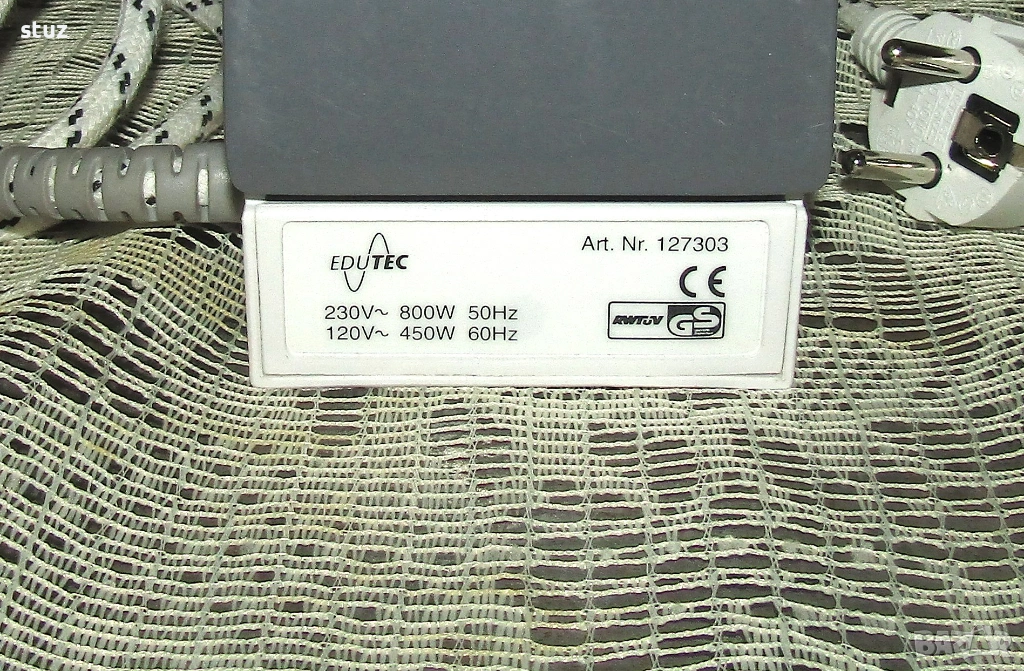 stuz
EDUTEC
Art. Nr. 127303
CE
230V~ 800W 50Hz
120V~ 450W 60Hz
RWTÜV GS